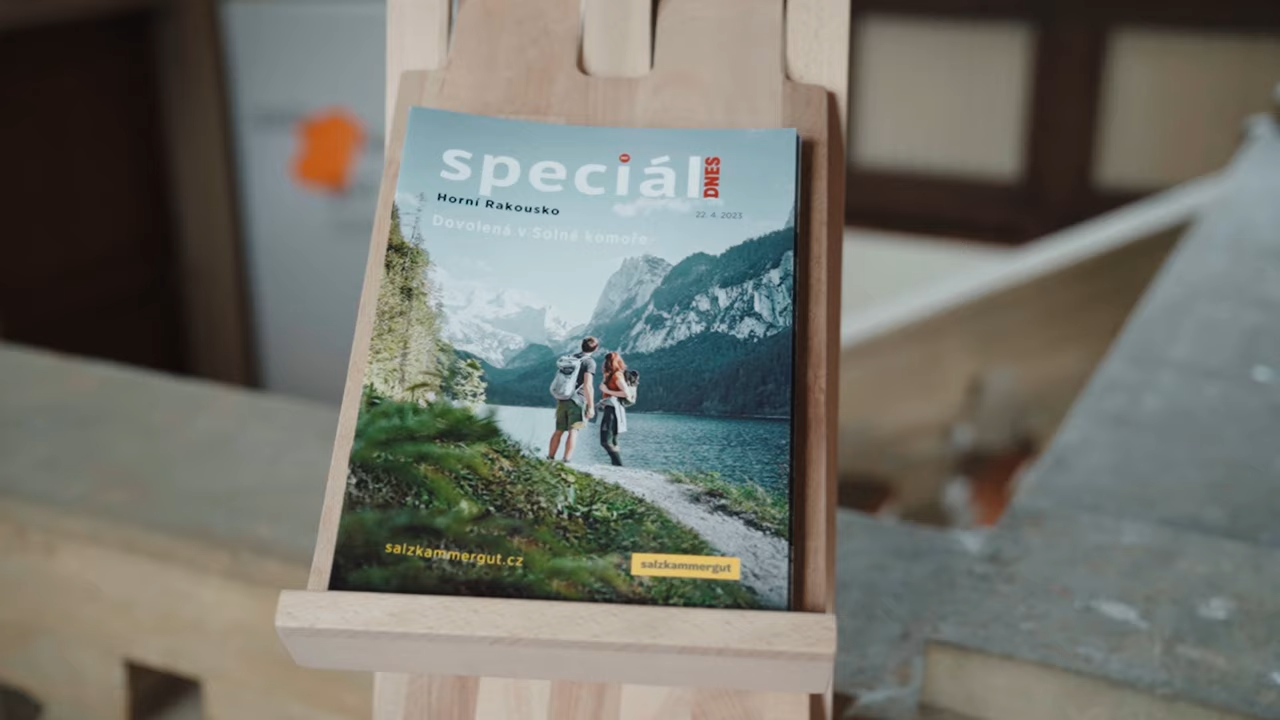 speciál DNES
Horní Rakousko
22. 4. 2023
Dovolená v Solné komoře
salzkammergut.cz
salzkammergut